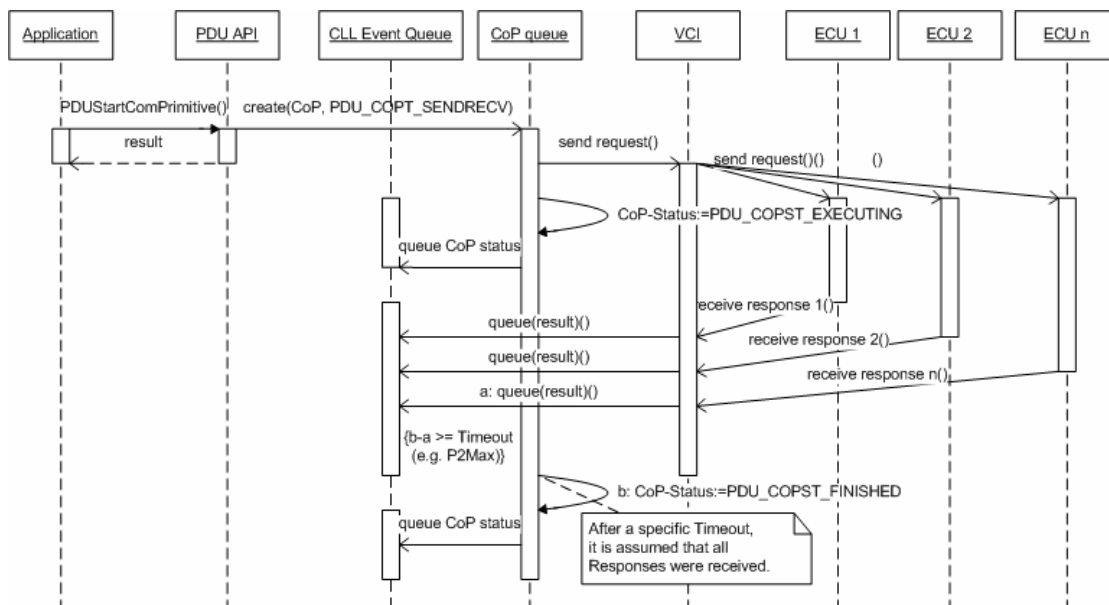 Application
PDU API
CLL Event Queue
CoP queue
VCI
ECU 1
ECU 2
ECU n
PDUStartComPrimitive()
create(CoP, PDU_COPT_SENDRECV)
result
send request()
send request()()
()
CoP-Status:=PDU_COPST_EXECUTING
queue CoP status
receive response 1()
queue(result)()
receive response 2()
queue(result)()
receive response n()
a: queue(result)()
{b-a >= Timeout
(e.g. P2Max)}
b: CoP-Status:=PDU_COPST_FINISHED
queue CoP status
After a specific Timeout,
it is assumed that all
Responses were received.